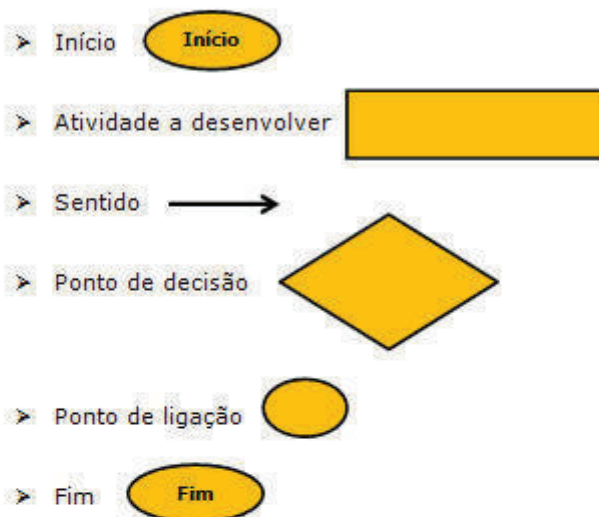 ➢ Início Início
➢ Atividade a desenvolver
➢ Sentido
➢ Ponto de decisão
➢ Ponto de ligação
➢ Fim Fim